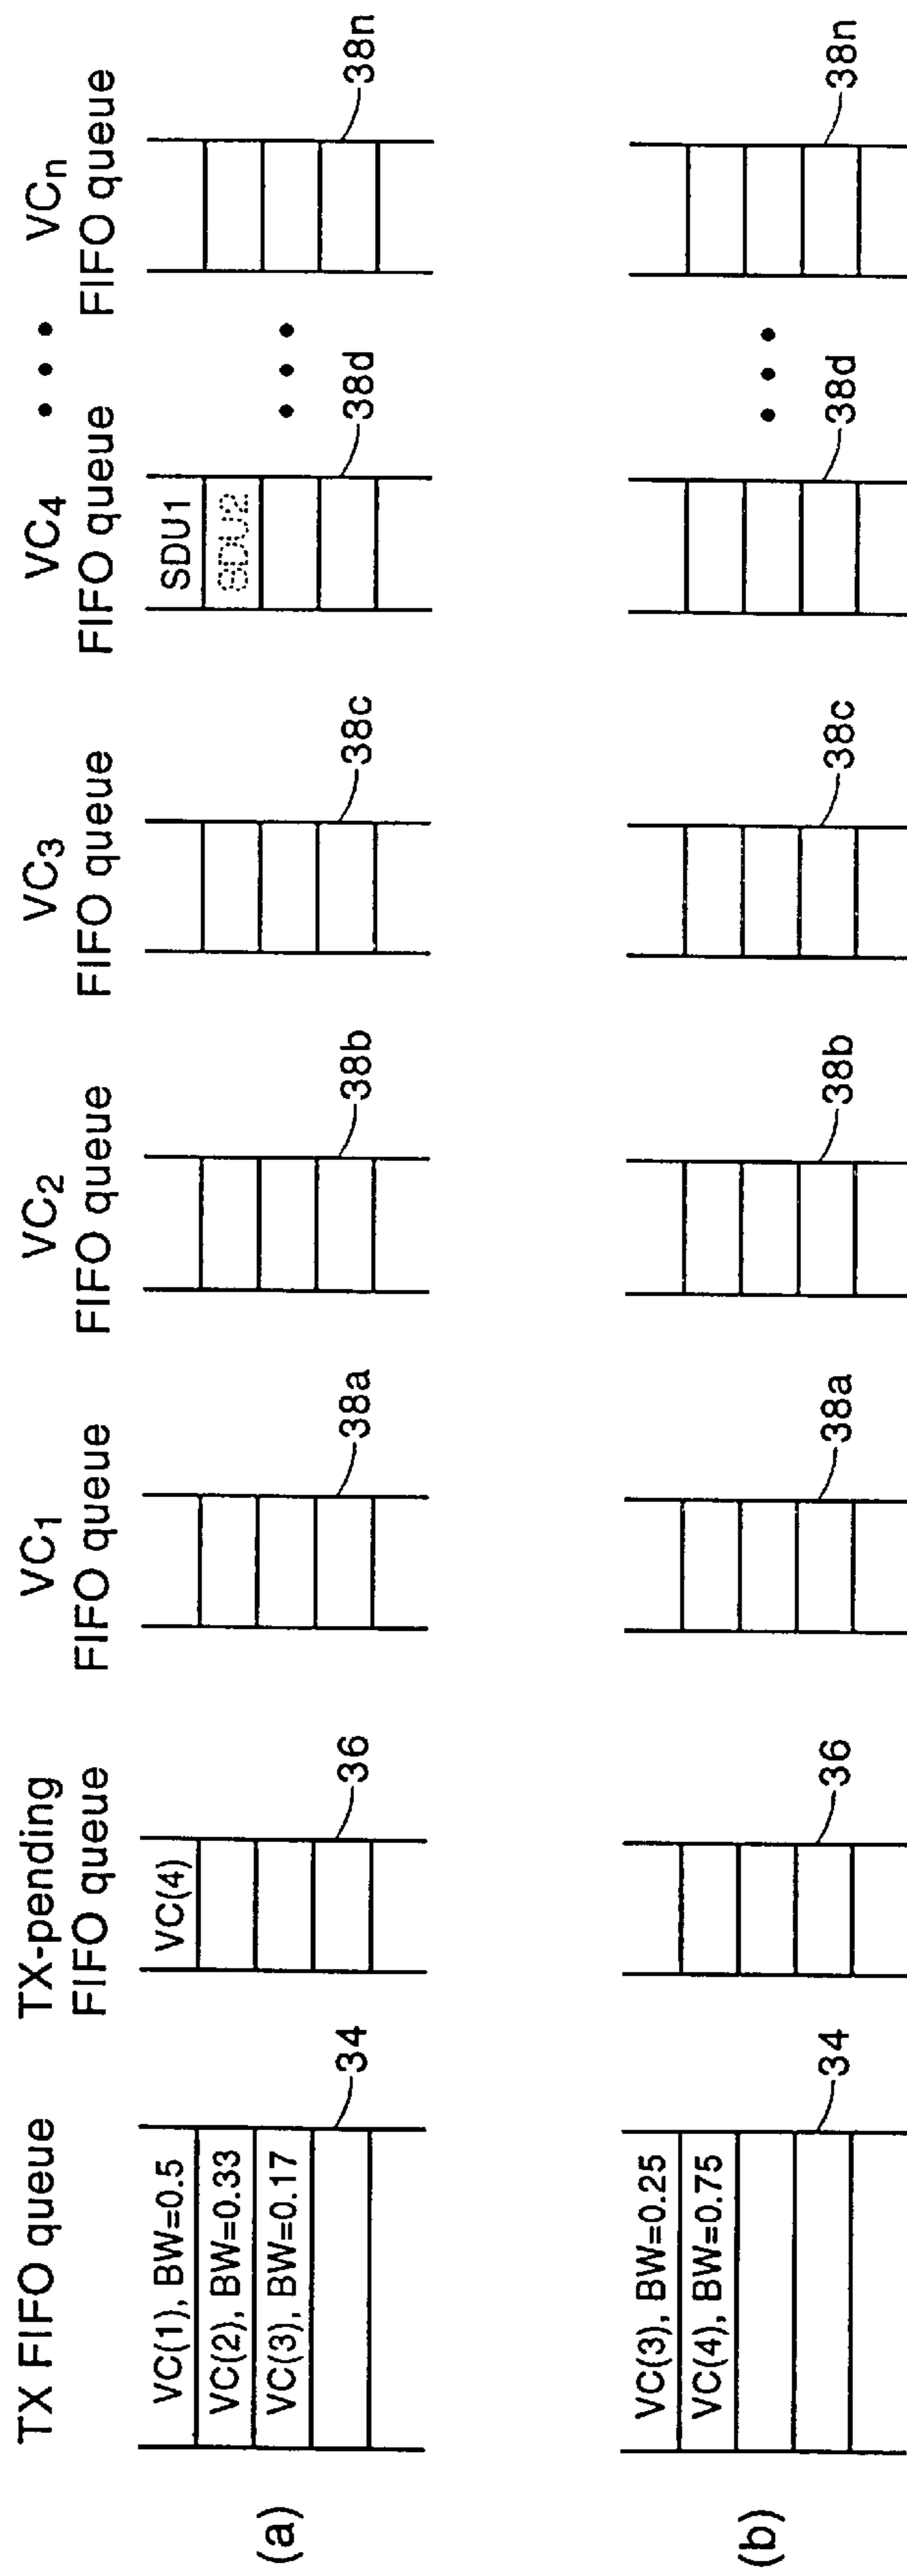 TX FIFO queue
TX-pending
FIFO queue
VC1
FIFO queue
VC2
FIFO queue
VC3
FIFO queue
VC4
FIFO queue
• • •
VCn
FIFO queue
(a)
VC(1), BW=0.5
VC(2), BW=0.33
VC(3), BW=0.17
34
VC(4)
36
38a
38b
38c
SDU1
SDU2
38d
• • •
38n
(b)
VC(3), BW=0.25
VC(4), BW=0.75
34
36
38a
38b
38c
38d
• • •
38n